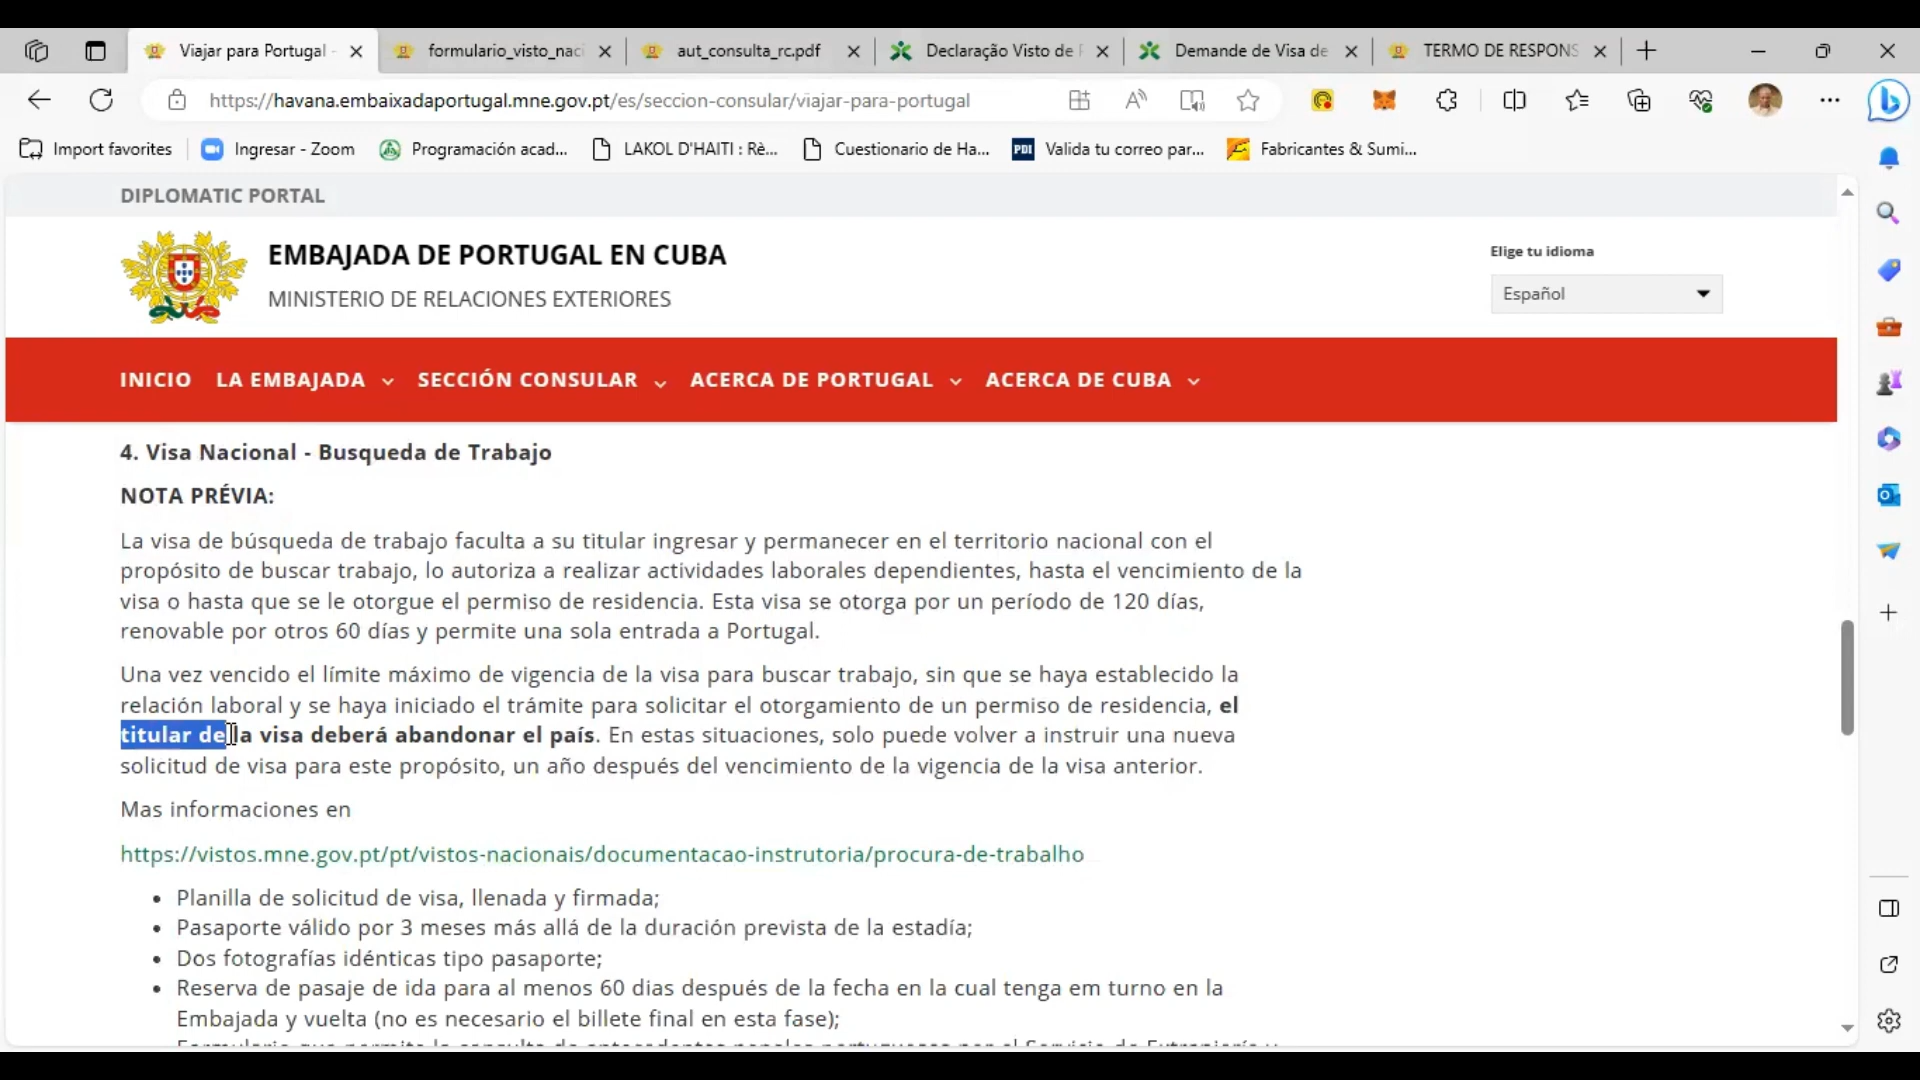 Viajar para Portugal -
formulario_visto_naci
aut_consulta_rc.pdf
Declaração Visto de P
Demande de Visa de
TERMO DE RESPONS
https://havana.embaixadaportugal.mne.gov.pt/es/seccion-consular/viajar-para-portugal
Import favorites
Ingresar - Zoom
Programación acad...
LAKOL D'HAITI : Rè...
Cuestionario de Ha...
PDI
Valida tu correo par...
Fabricantes & Sumi...
DIPLOMATIC PORTAL
EMBAJADA DE PORTUGAL EN CUBA
MINISTERIO DE RELACIONES EXTERIORES
Elige tu idioma
Español
INICIO
LA EMBAJADA
SECCIÓN CONSULAR
ACERCA DE PORTUGAL
ACERCA DE CUBA
4. Visa Nacional - Busqueda de Trabajo
NOTA PRÉVIA:
La visa de búsqueda de trabajo faculta a su titular ingresar y permanecer en el territorio nacional con el
propósito de buscar trabajo, lo autoriza a realizar actividades laborales dependientes, hasta el vencimiento de la
visa o hasta que se le otorgue el permiso de residencia. Esta visa se otorga por un período de 120 días,
renovable por otros 60 días y permite una sola entrada a Portugal.
Una vez vencido el límite máximo de vigencia de la visa para buscar trabajo, sin que se haya establecido la
relación laboral y se haya iniciado el trámite para solicitar el otorgamiento de un permiso de residencia, el
titular de la visa deberá abandonar el país. En estas situaciones, solo puede volver a instruir una nueva
solicitud de visa para este propósito, un año después del vencimiento de la vigencia de la visa anterior.
Mas informaciones en
https://vistos.mne.gov.pt/pt/vistos-nacionais/documentacao-instrutoria/procura-de-trabalho
• Planilla de solicitud de visa, llenada y firmada;
• Pasaporte válido por 3 meses más allá de la duración prevista de la estadía;
• Dos fotografías idénticas tipo pasaporte;
• Reserva de pasaje de ida para al menos 60 dias después de la fecha en la cual tenga em turno en la
Embajada y vuelta (no es necesario el billete final en esta fase);